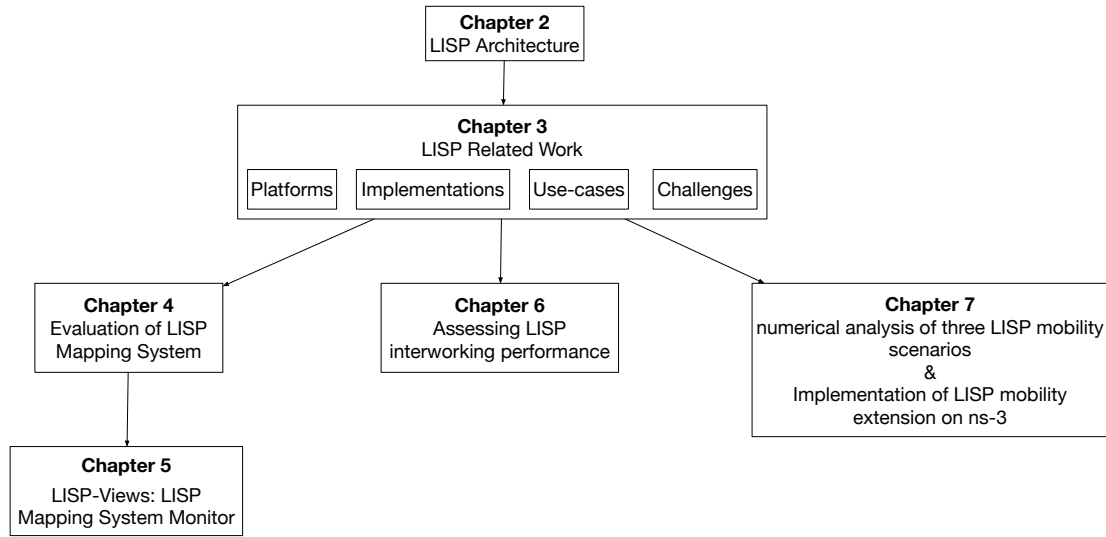 Chapter 2
LISP Architecture
Chapter 3
LISP Related Work
Platforms
Implementations
Use-cases
Challenges
Chapter 4
Evaluation of LISP
Mapping System
Chapter 6
Assessing LISP
interworking performance
Chapter 7
numerical analysis of three LISP mobility
scenarios
&
Implementation of LISP mobility
extension on ns-3
Chapter 5
LISP-Views: LISP
Mapping System Monitor